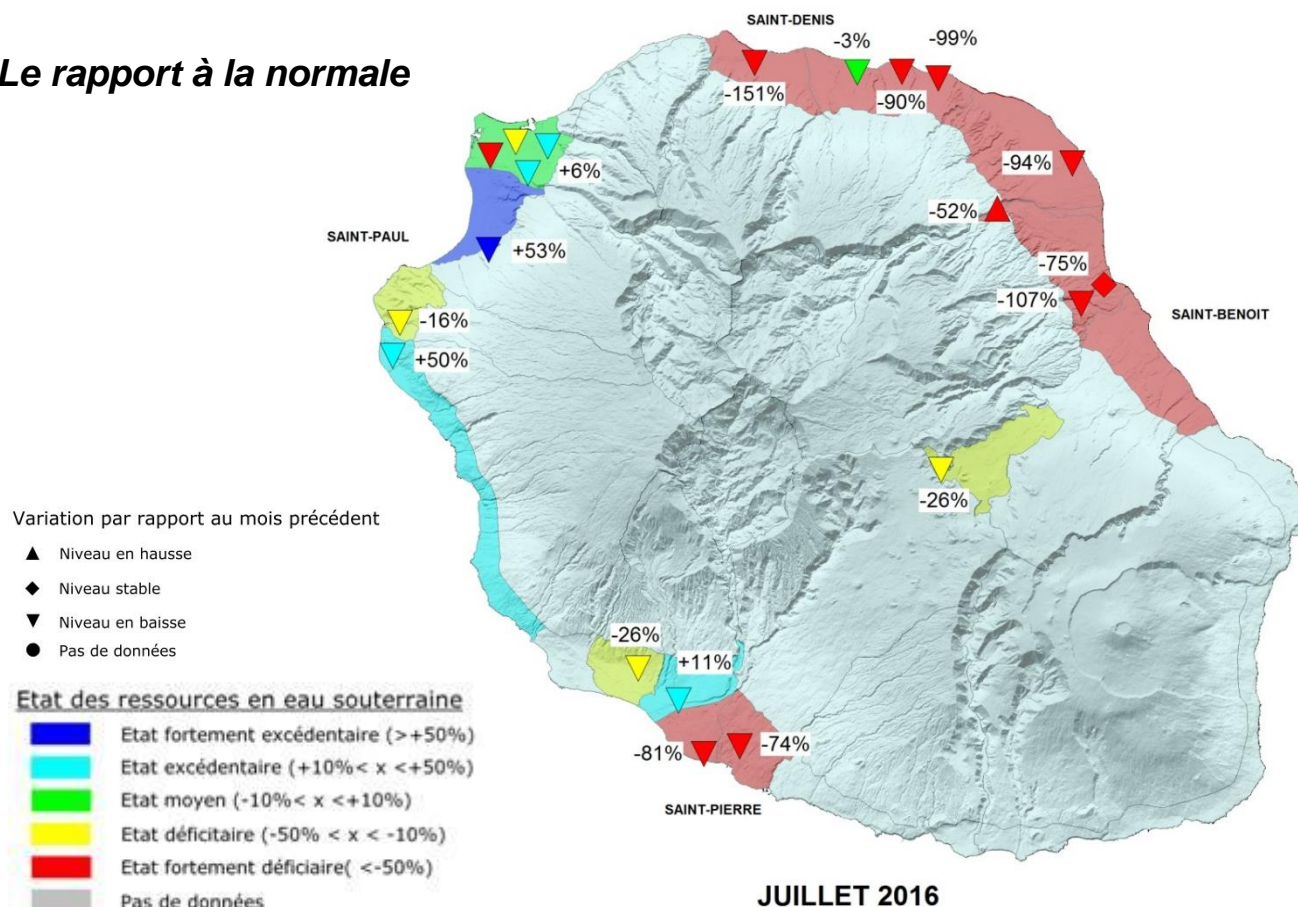 Le rapport à la normale
SAINT-DENIS
-3%
-99%
-151%
-90%
+6%
-94%
-52%
SAINT-PAUL
+53%
-75%
-107%
SAINT-BENOIT
-16%
+50%
-26%
Variation par rapport au mois précédent
Niveau en hausse
Niveau stable
Niveau en baisse
Pas de données
-26%
+11%
-81%
-74%
SAINT-PIERRE
Etat des ressources en eau souterraine
Etat fortement excédentaire (>+50%)
Etat excédentaire (+10%< x <+50%)
Etat moyen (-10%< x <+10%)
Etat déficitaire (-50% < x < -10%)
Etat fortement déficiaire( <-50%)
Pas de données
JUILLET 2016